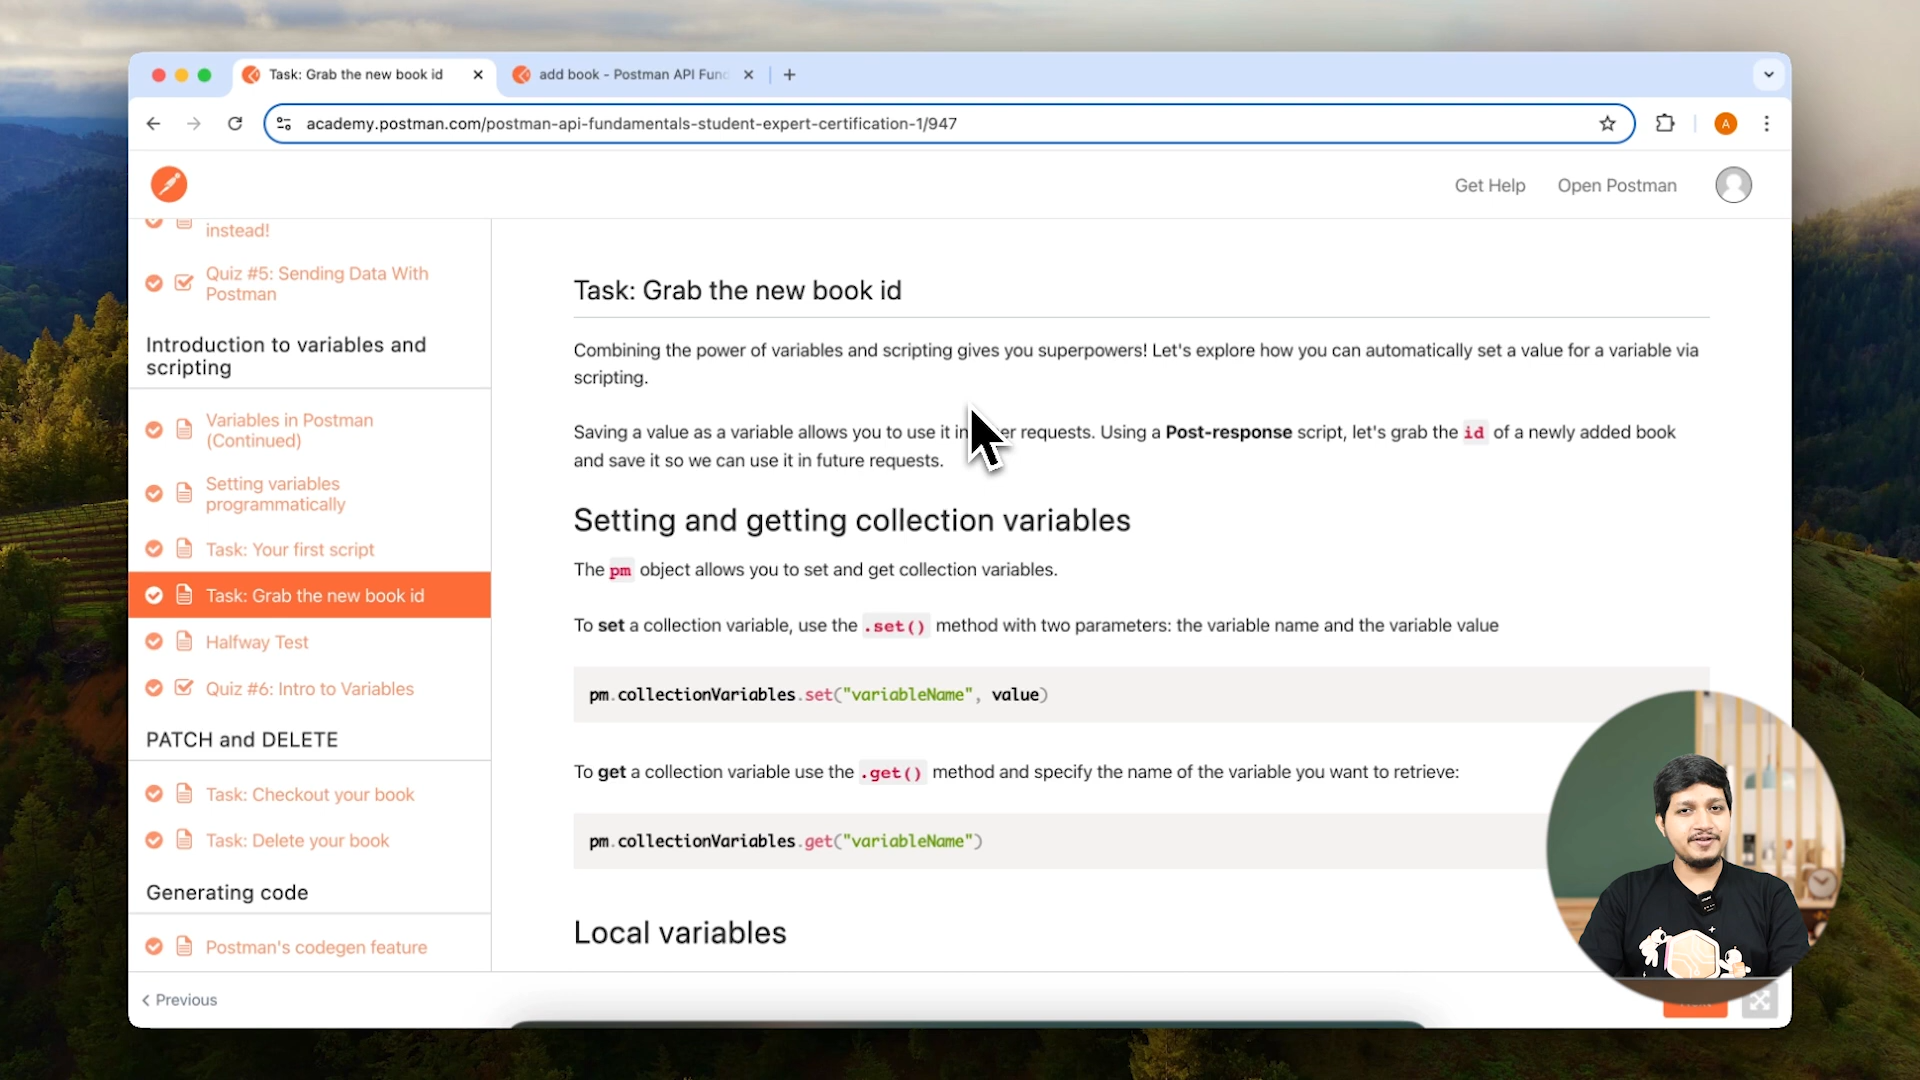 Task: Grab the new book id
add book - Postman API Fund
academy.postman.com/postman-api-fundamentals-student-expert-certification-1/947
A
Get Help
Open Postman
instead!
Quiz #5: Sending Data With
Postman
Introduction to variables and
scripting
Variables in Postman
(Continued)
Setting variables
programmatically
Task: Your first script
Task: Grab the new book id
Halfway Test
Quiz #6: Intro to Variables
PATCH and DELETE
Task: Checkout your book
Task: Delete your book
Generating code
Postman's codegen feature
Previous
Task: Grab the new book id
Combining the power of variables and scripting gives you superpowers! Let's explore how you can automatically set a value for a variable via
scripting.
Saving a value as a variable allows you to use it in requests. Using a Post-response script, let's grab the id of a newly added book
and save it so we can use it in future requests.
Setting and getting collection variables
The pm object allows you to set and get collection variables.
To set a collection variable, use the .set() method with two parameters: the variable name and the variable value
pm.collectionVariables.set("variableName", value)
To get a collection variable use the .get() method and specify the name of the variable you want to retrieve:
pm.collectionVariables.get("variableName")
Local variables